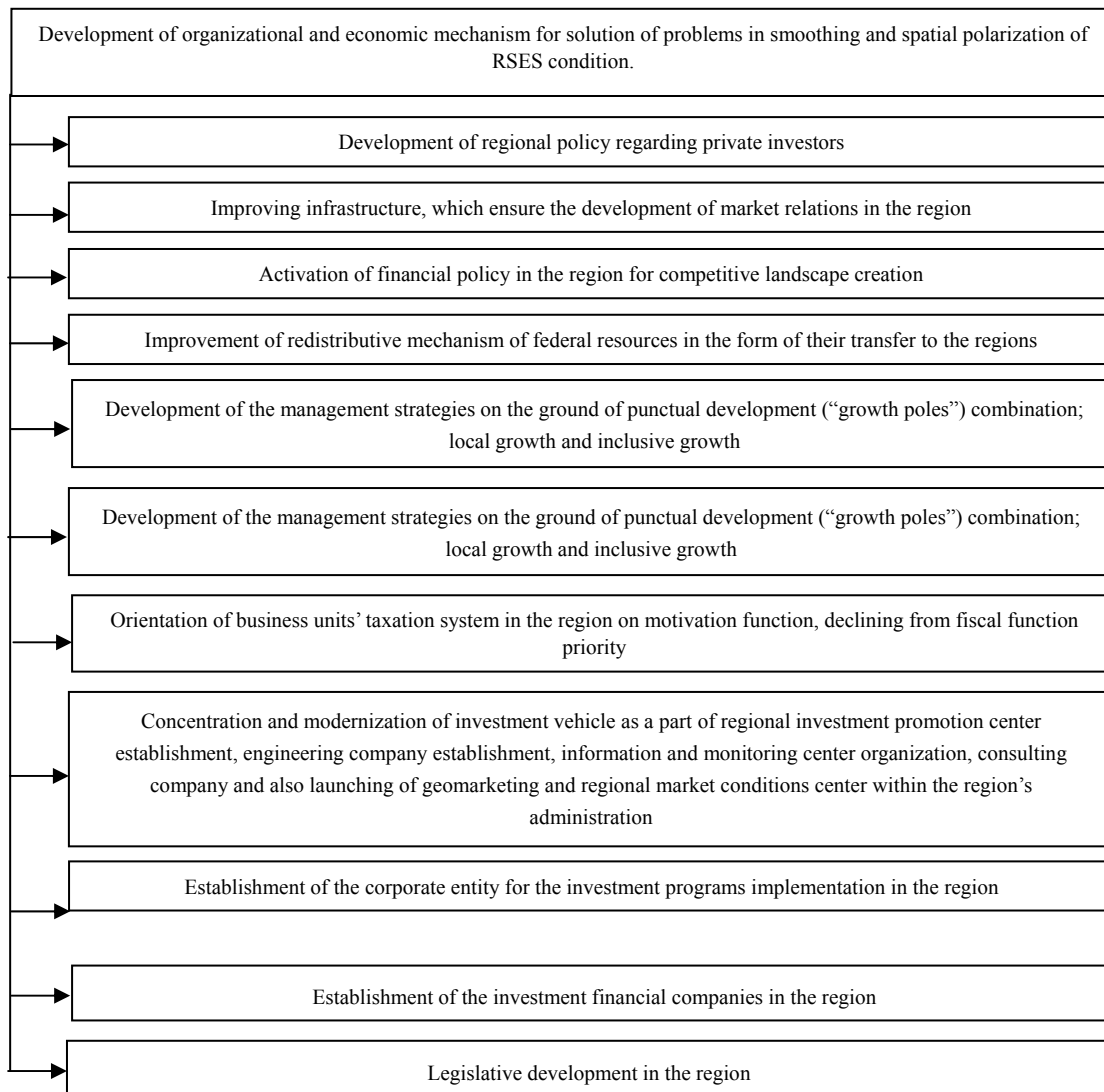 Development of organizational and economic mechanism for solution of problems in smoothing and spatial polarization of
RSES condition.
Development of regional policy regarding private investors
Improving infrastructure, which ensure the development of market relations in the region
Activation of financial policy in the region for competitive landscape creation
Improvement of redistributive mechanism of federal resources in the form of their transfer to the regions
Development of the management strategies on the ground of punctual development (“growth poles”) combination;
local growth and inclusive growth
Development of the management strategies on the ground of punctual development (“growth poles”) combination;
local growth and inclusive growth
Orientation of business units’ taxation system in the region on motivation function, declining from fiscal function
priority
Concentration and modernization of investment vehicle as a part of regional investment promotion center
establishment, engineering company establishment, information and monitoring center organization, consulting
company and also launching of geomarketing and regional market conditions center within the region’s
administration
Establishment of the corporate entity for the investment programs implementation in the region
Establishment of the investment financial companies in the region
Legislative development in the region